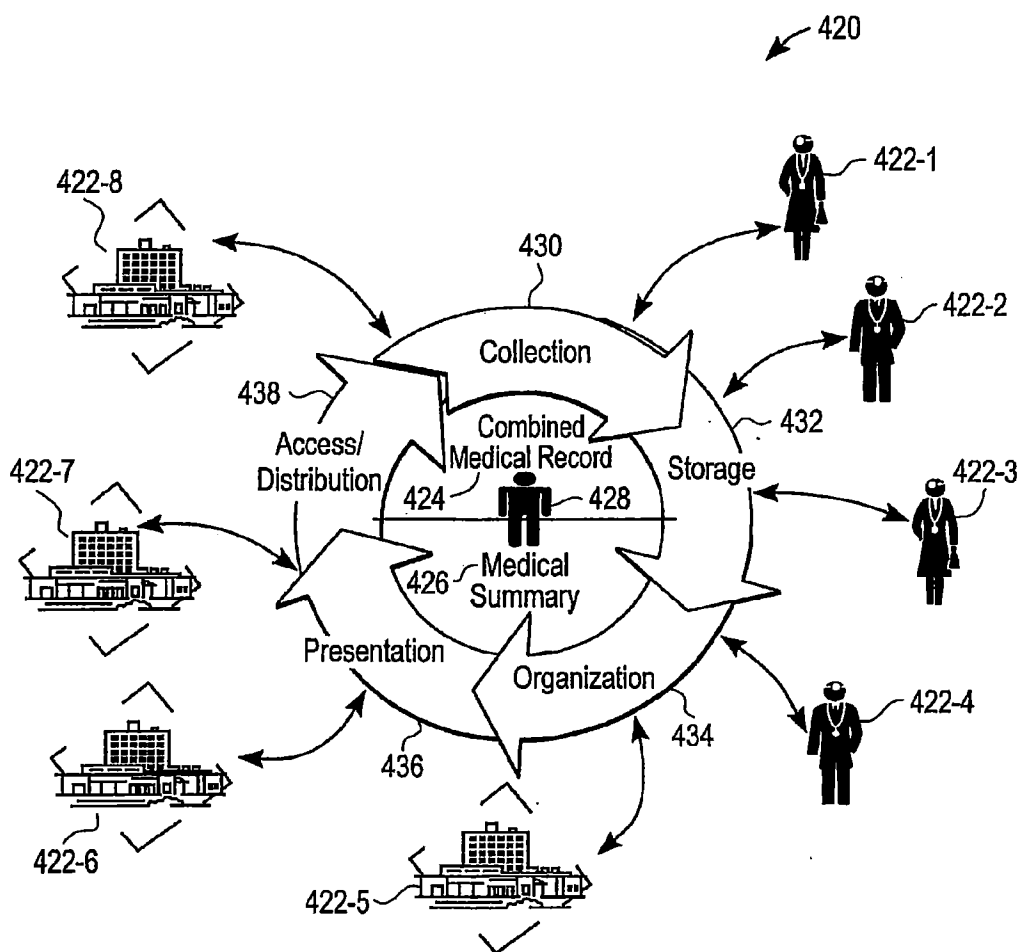 420
422-1
422-8
430
422-2
Collection
438
432
Combined
Medical Record
Access/
Distribution
Storage
422-7
424
428
422-3
426
Medical
Summary
Presentation
Organization
422-4
434
436
422-6
422-5